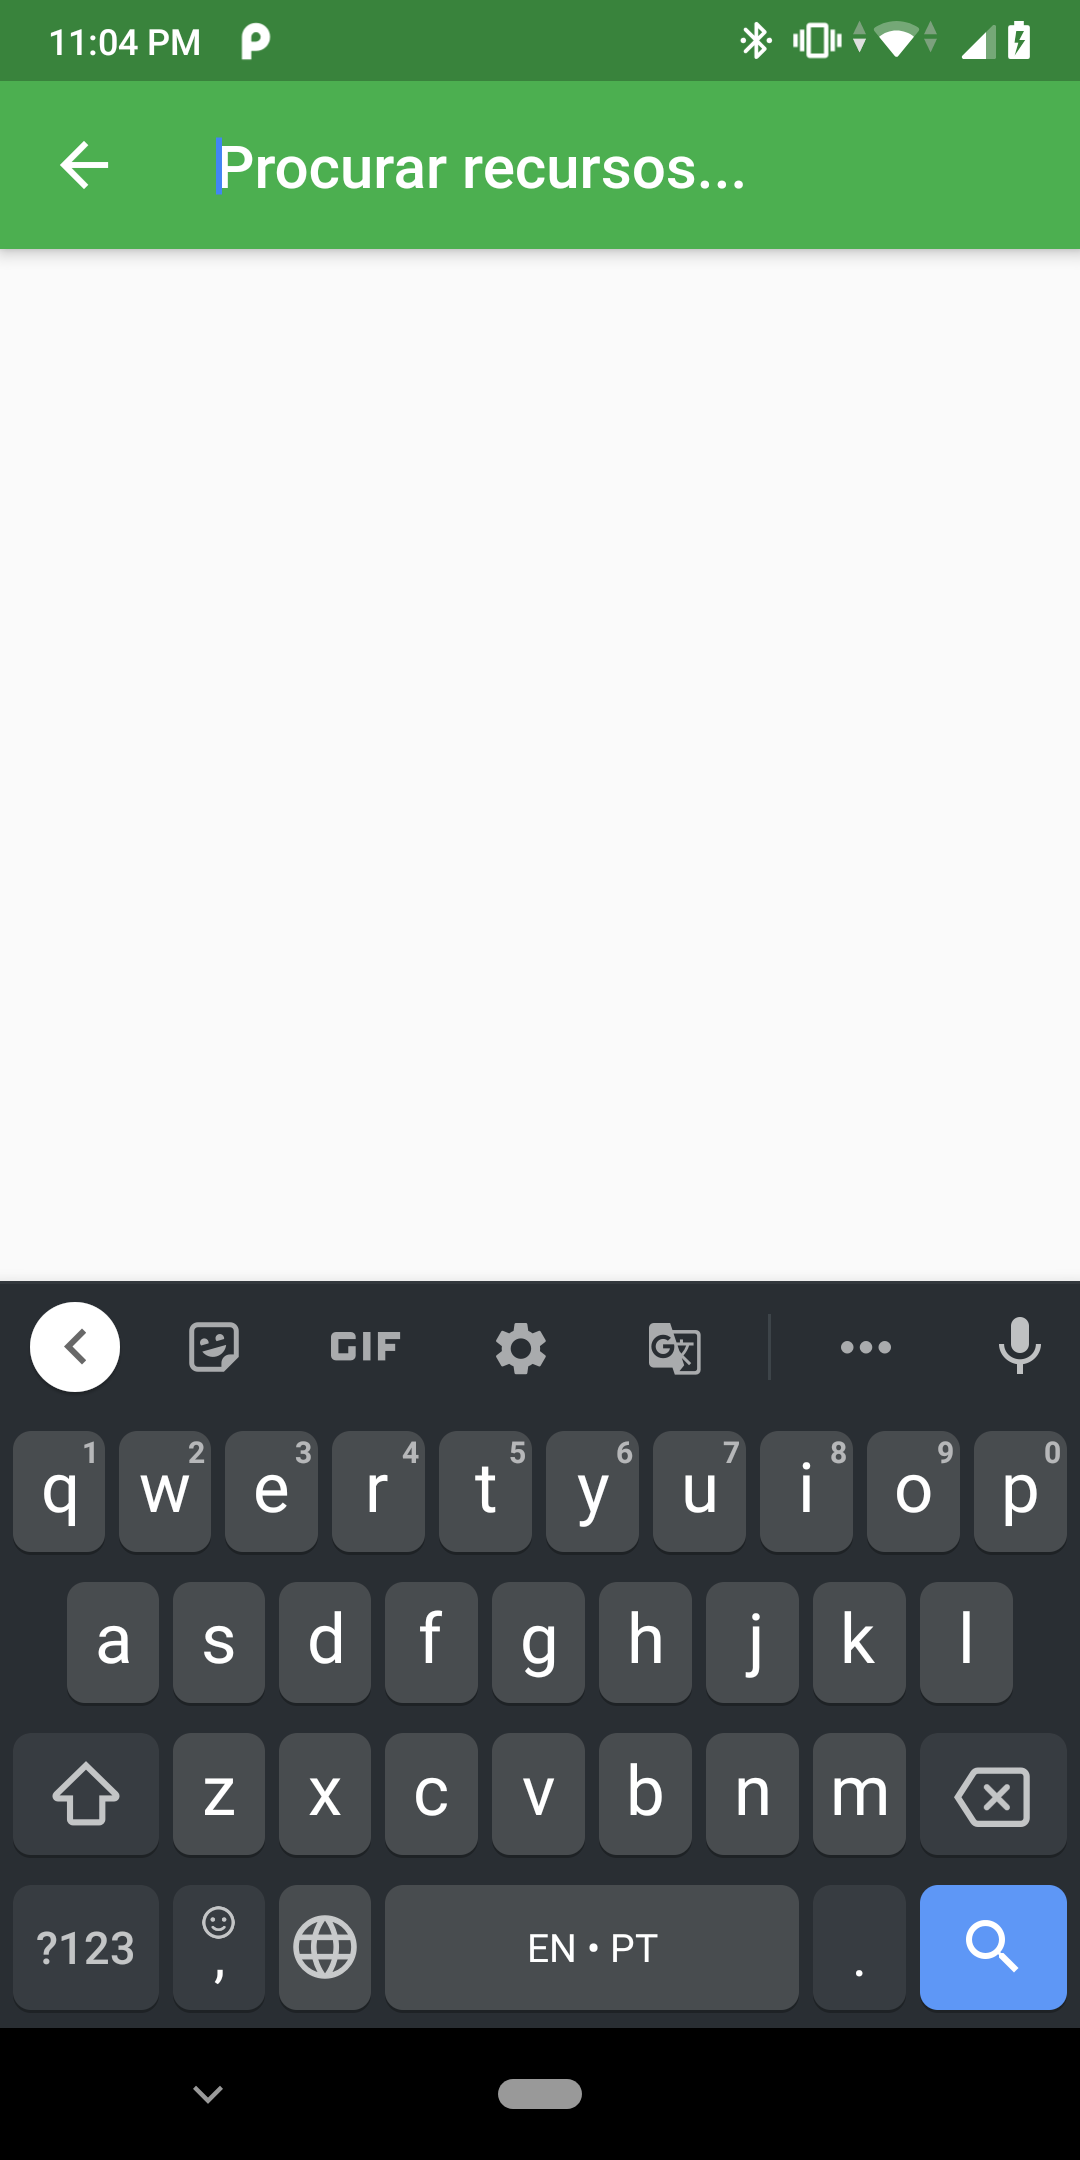 11:04 PM
Procurar recursos...
GIF
G 文
q 1 w 2 e 3 r 4 t 5 y 6 u 7 i 8 o 9 p 0
a s d f g h j k l
z x c v b n m
?123 , EN • PT .